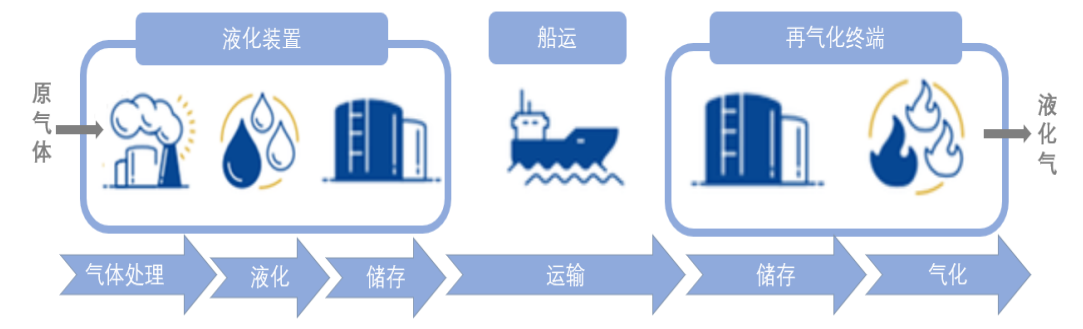 液化装置
船运
再气化终端
原气体
液化气
气体处理
液化
储存
运输
储存
气化